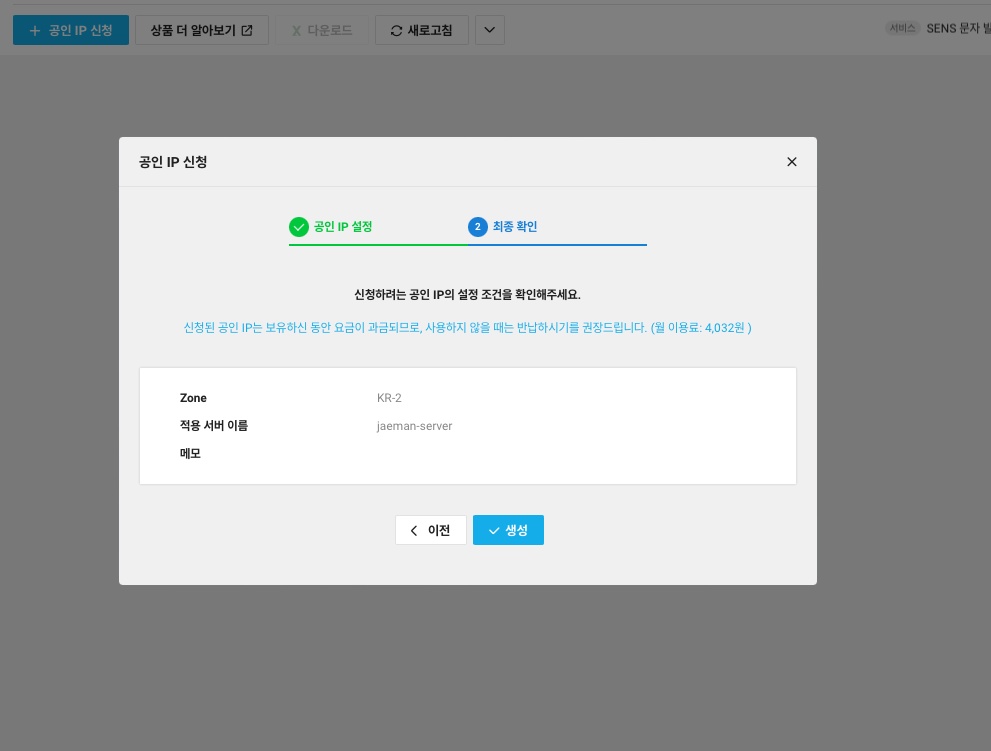 공인 IP 신청 상품 더 알아보기 다운로드 새로고침 서비스 SENS 문자
공인 IP 신청
공인 IP 설정 2 최종 확인
신청하려는 공인 IP의 설정 조건을 확인해주세요.
신청된 공인 IP는 보유하신 동안 요금이 과금되므로, 사용하지 않을 때는 반납하시기를 권장드립니다. (월 이용료: 4,032원 )
Zone KR-2
적용 서버 이름 jaeman-server
메모
이전 생성